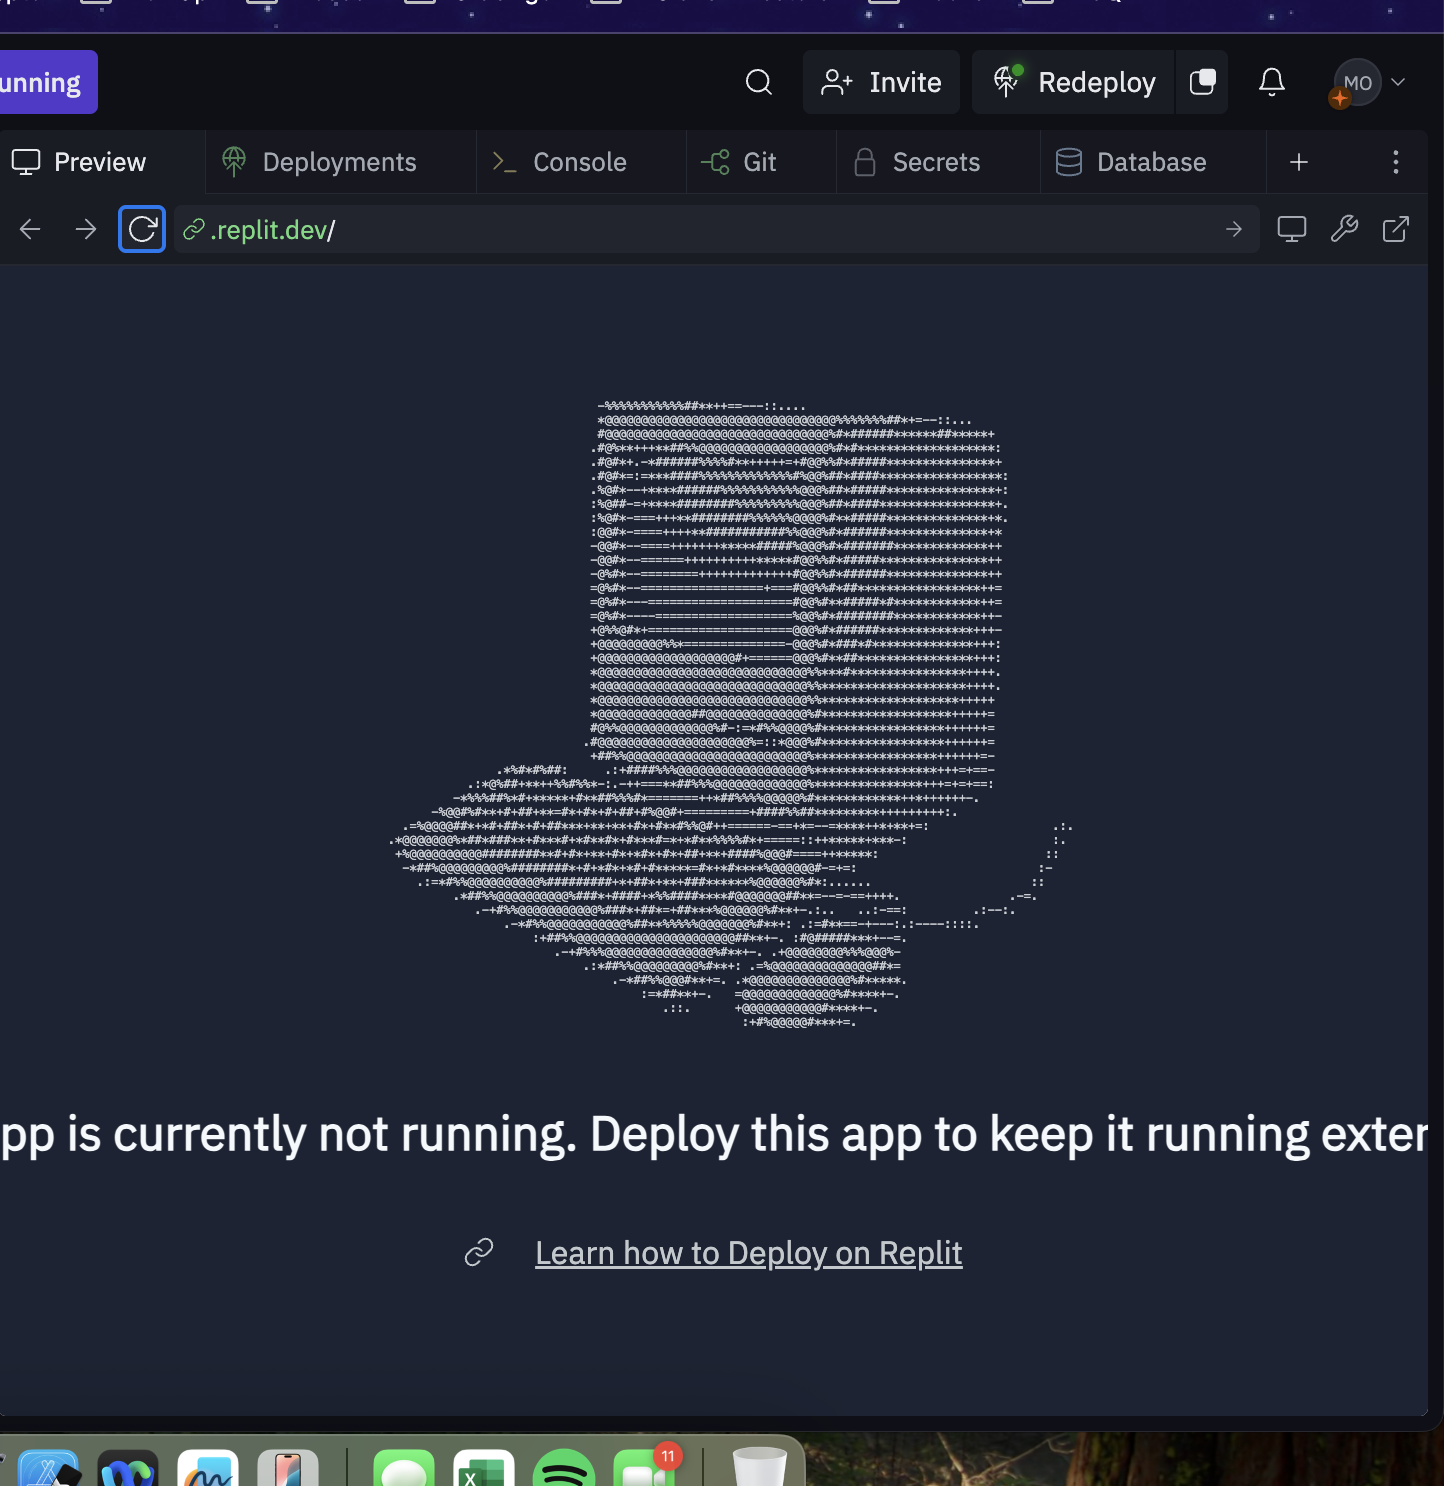 unning
Invite
Redeploy
MO
Preview
Deployments
Console
Git
Secrets
Database
.replit.dev/
pp is currently not running. Deploy this app to keep it running exter
Learn how to Deploy on Replit
11